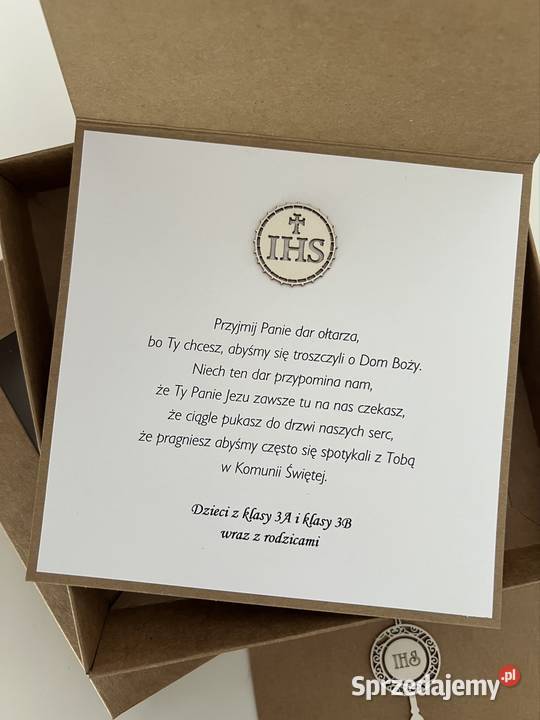 IHS
Przyjmij Panie dar ołtarza,
bo Ty chcesz, abyśmy się troszczyli o Dom Boży.
Niech ten dar przypomina nam,
że Ty Panie Jezu zawsze tu na nas czekasz,
że ciągle pukasz do drzwi naszych serc,
że pragniesz abyśmy często się spotykali z Tobą
w Komunii Świętej.
Dzieci z klasy 3A i klasy 3B
wraz z rodzicami
IHS
Sprzedajemy.pl